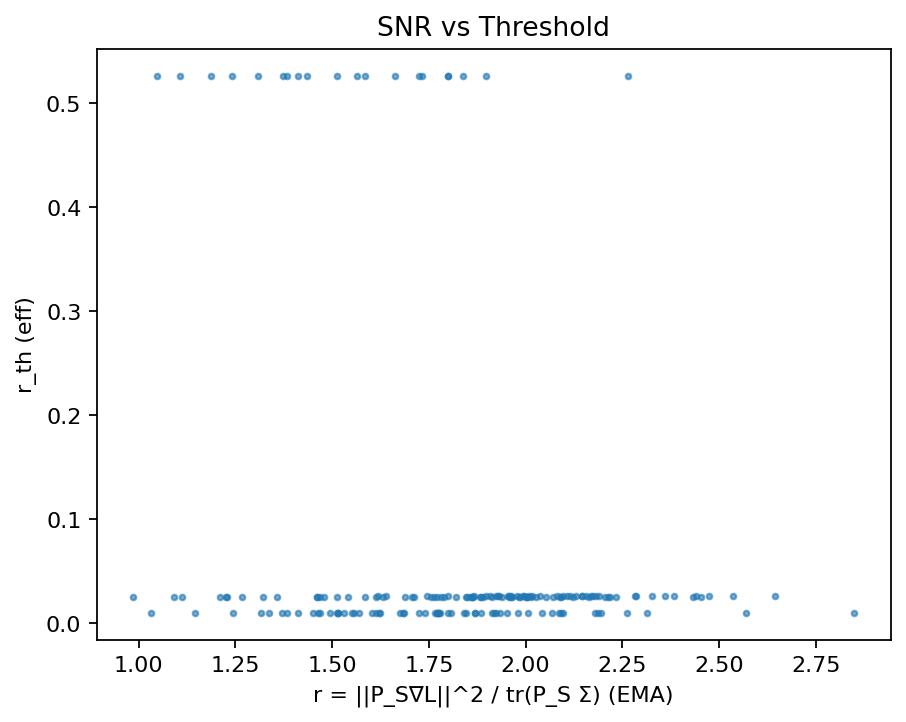 SNR vs Threshold
0.5
0.4
0.3
0.2
0.1
0.0
r_th (eff)
1.00 1.25 1.50 1.75 2.00 2.25 2.50 2.75
r = ||P_S∇L||^2 / tr(P_S Σ) (EMA)